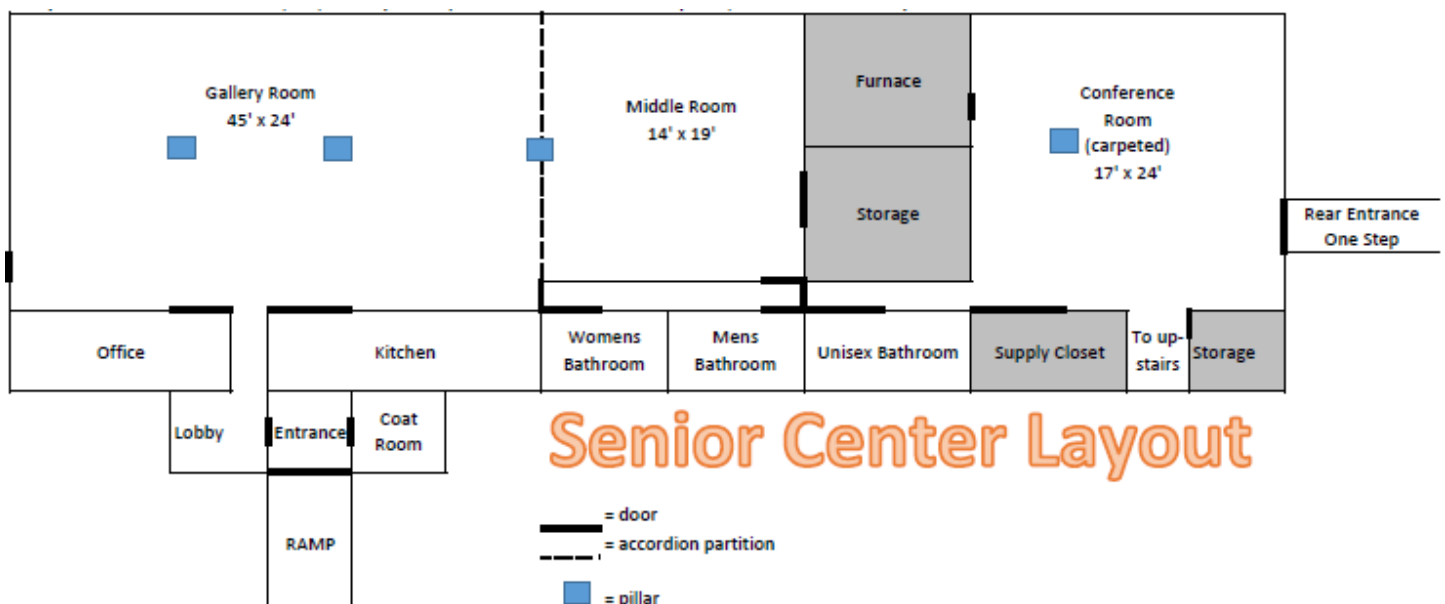 Gallery Room
45' x 24'
Middle Room
14' x 19'
Furnace
Storage
Conference
Room
(carpeted)
17' x 24'
Rear Entrance
One Step
Office
Kitchen
Womens
Bathroom
Mens
Bathroom
Unisex Bathroom
Supply Closet
To up-
stairs
Storage
Lobby
Entrance
Coat
Room
Senior Center Layout
RAMP
= door
= accordion partition
= pillar